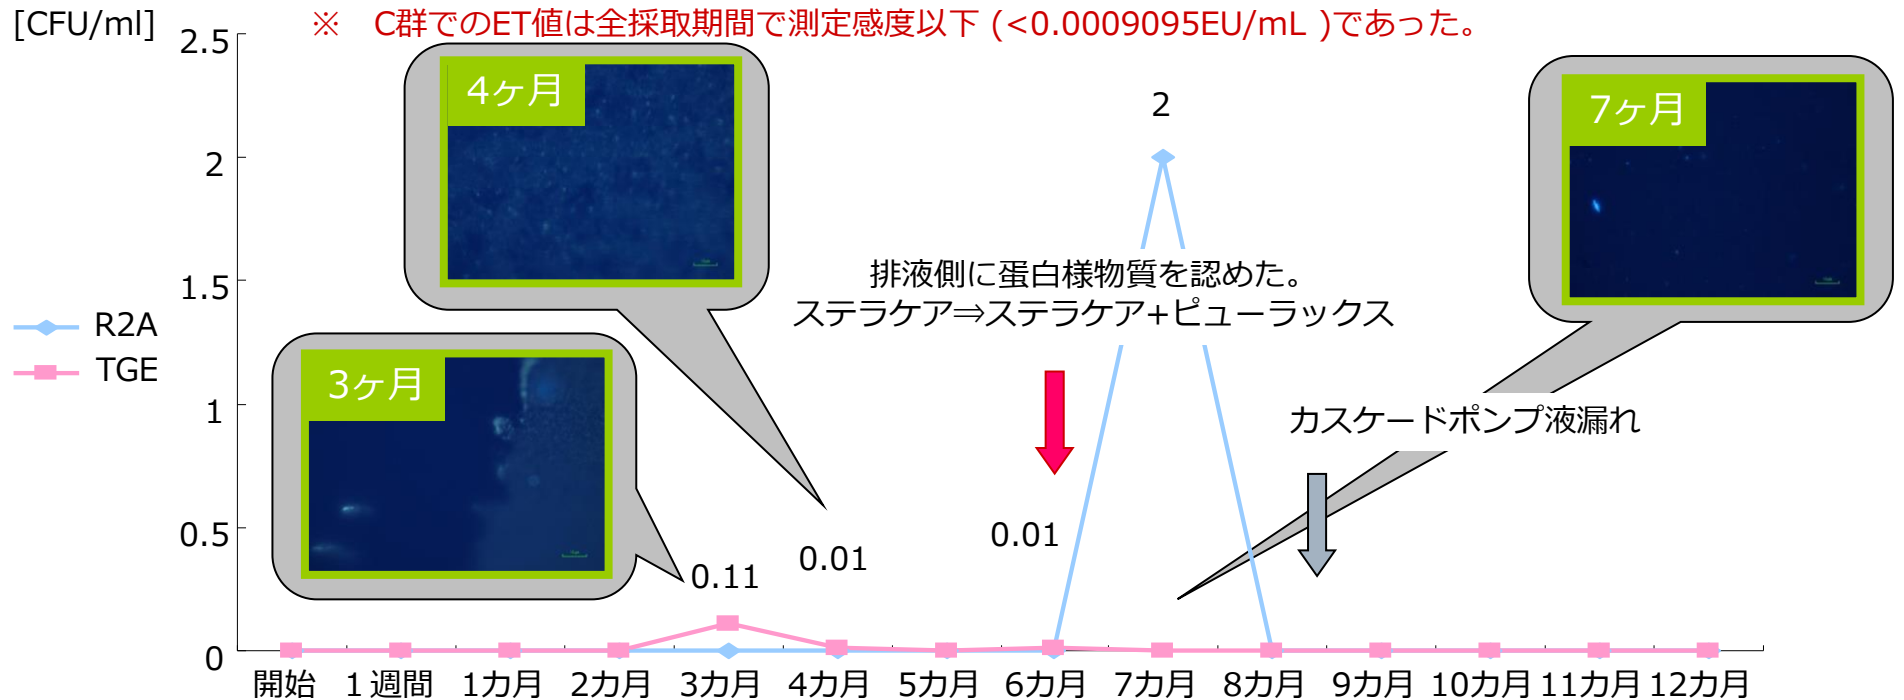 [CFU/ml]
※ C群でのET値は全採取期間で測定感度以下 (<0.0009095EU/mL )であった。
2.5
2
1.5
1
0.5
0
4ヶ月
7ヶ月
3ヶ月
2
排液側に蛋白様物質を認めた。
ステラケア⇒ステラケア+ピューラックス
R2A
TGE
カスケードポンプ液漏れ
0.11
0.01
0.01
開始 1週間 1カ月 2カ月 3カ月 4カ月 5カ月 6カ月 7カ月 8カ月 9カ月 10カ月 11カ月 12カ月